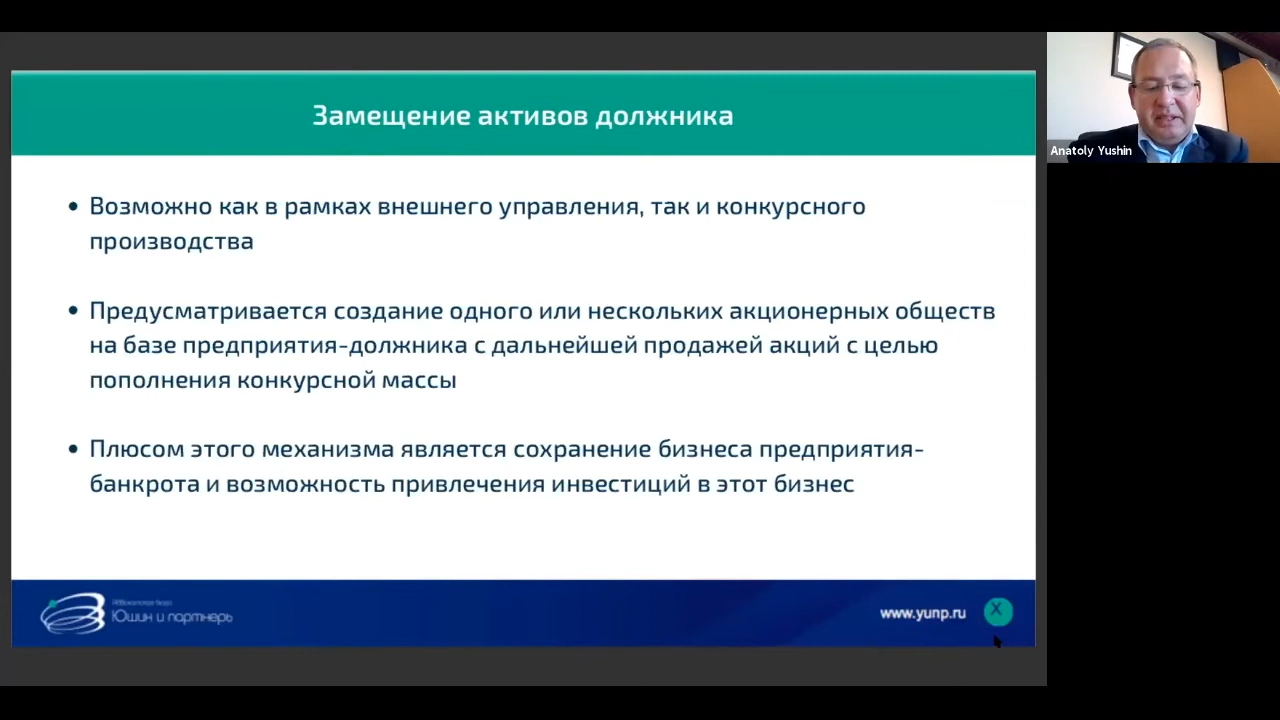 Замещение активов должника
• Возможно как в рамках внешнего управления, так и конкурсного
производства
• Предусматривается создание одного или нескольких акционерных обществ
на базе предприятия-должника с дальнейшей продажей акций с целью
пополнения конкурсной массы
• Плюсом этого механизма является сохранение бизнеса предприятия-
банкрота и возможность привлечения инвестиций в этот бизнес
Юшин и партнеры
www.yunp.ru
X
Anatoly Yushin